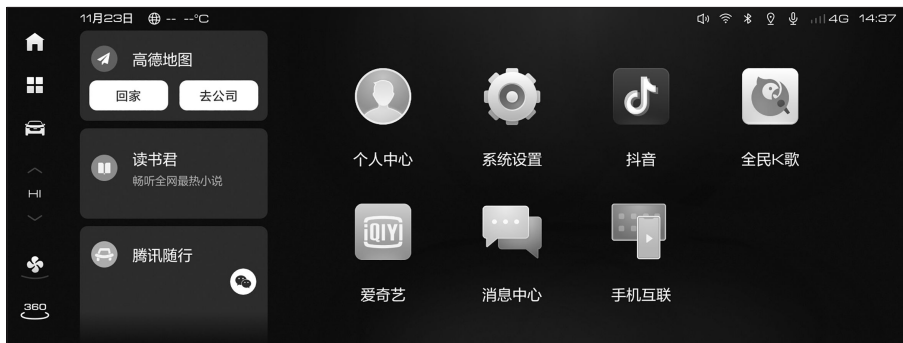 11月23日 -- --°C
4G 14:37
高德地图
回家 去公司
读书君
畅听全网最热小说
腾讯随行
HI
360
个人中心 系统设置 抖音 全民K歌
iQIYI
爱奇艺 消息中心 手机互联